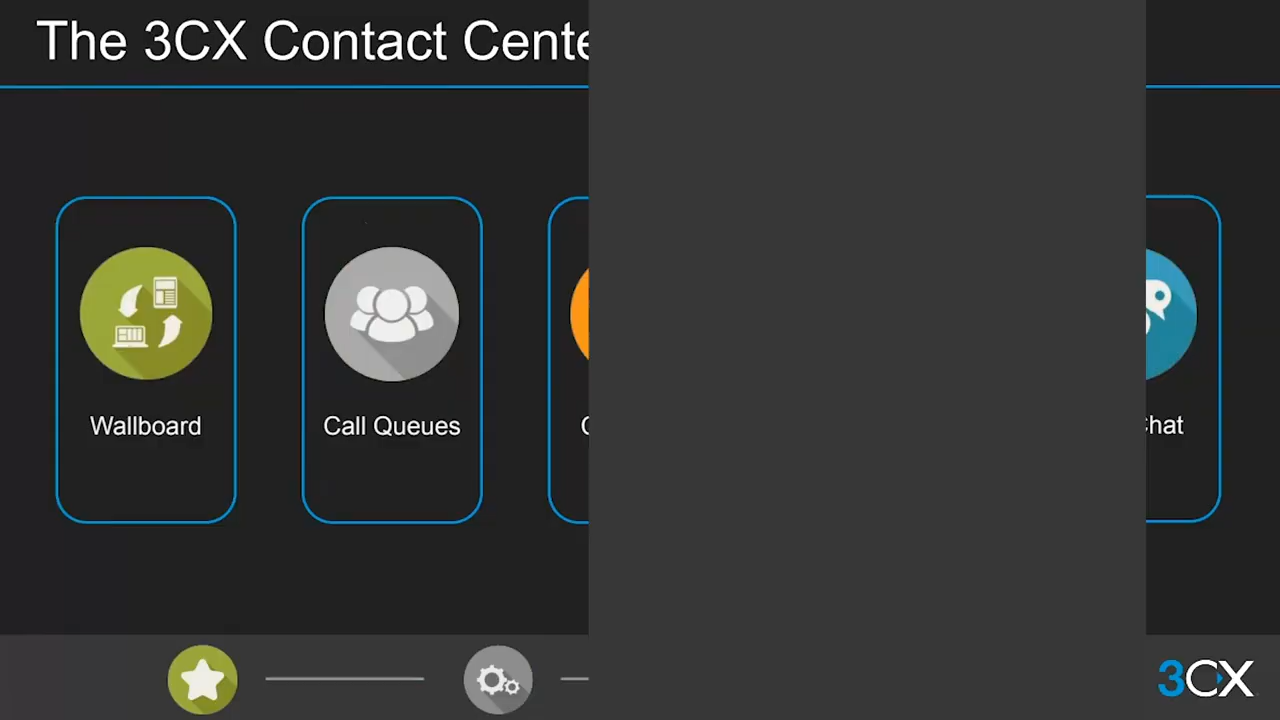 The 3CX Contact Cente
Wallboard
Call Queues
C
hat
3CX